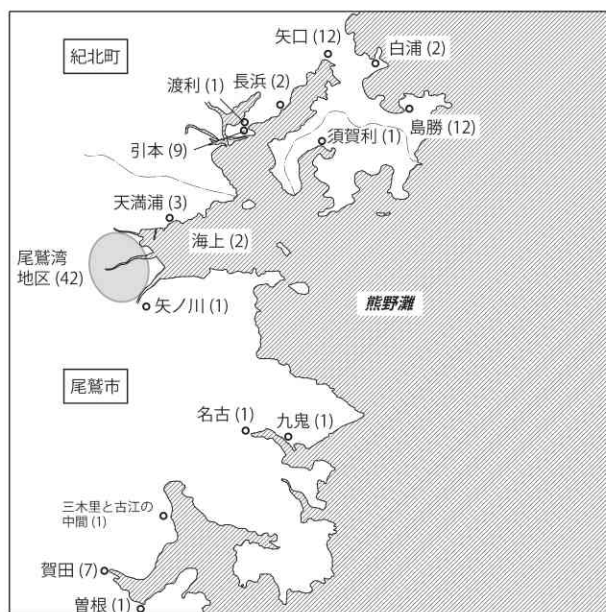 紀北町
矢口 (12)
白浦 (2)
渡利 (1)
長浜 (2)
島勝 (12)
須賀利 (1)
引本 (9)
天満浦 (3)
海上 (2)
尾鷲湾
地区 (42)
熊野灘
矢ノ川 (1)
尾鷲市
名古 (1)
九鬼 (1)
三木里と古江の
中間 (1)
賀田 (7)
曽根 (1)